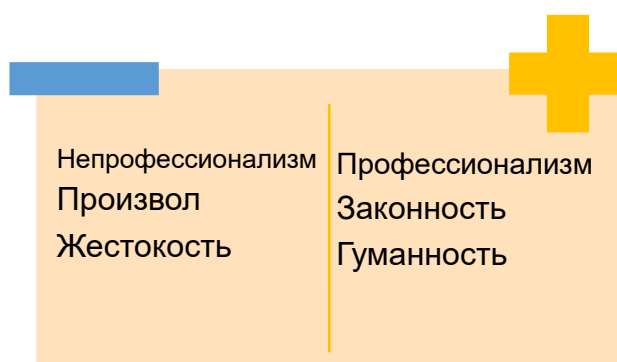 Непрофессионализм
Произвол
Жестокость
Профессионализм
Законность
Гуманность